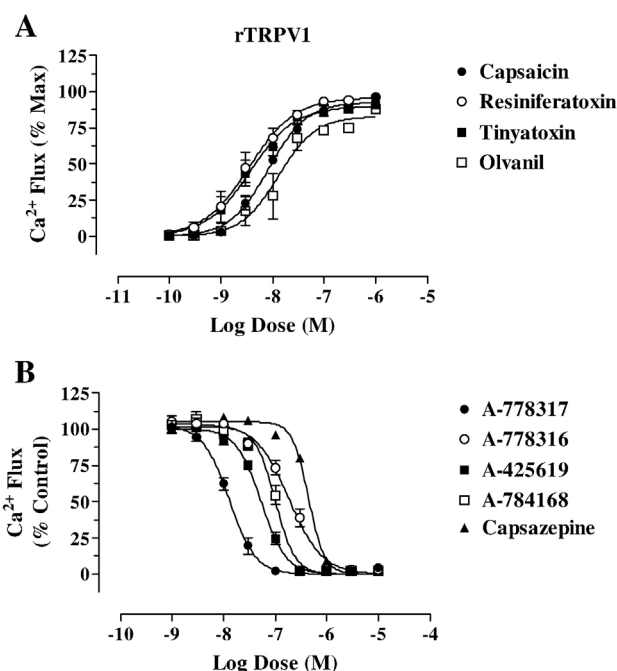 A
rTRPV1
Ca²⁺ Flux (% Max)
125
100
75
50
25
0
-11 -10 -9 -8 -7 -6 -5
Log Dose (M)
Capsaicin
Resiniferatoxin
Tinyatoxin
Olvanil
B
Ca²⁺ Flux
(% Control)
125
100
75
50
25
0
-10 -9 -8 -7 -6 -5 -4
Log Dose (M)
A-778317
A-778316
A-425619
A-784168
Capsazepine